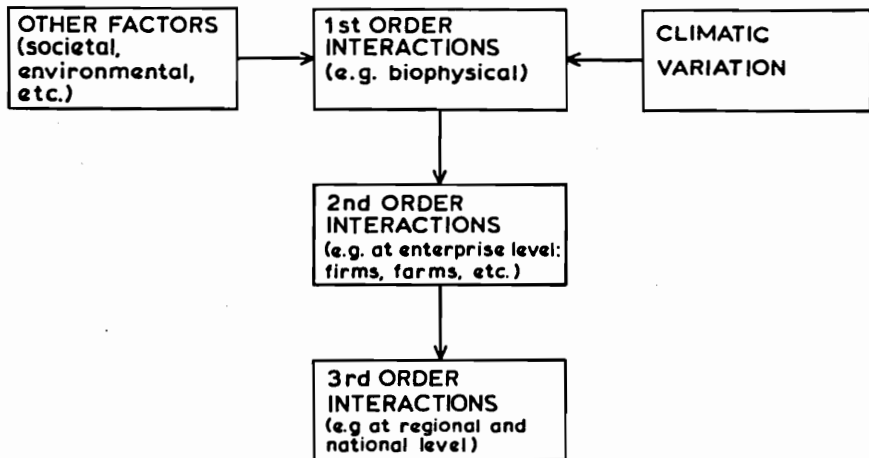 OTHER FACTORS
(societal,
environmental,
etc.)
1st ORDER
INTERACTIONS
(e.g. biophysical)
CLIMATIC
VARIATION
2nd ORDER
INTERACTIONS
(e.g. at enterprise level:
firms, farms, etc.)
3rd ORDER
INTERACTIONS
(e.g at regional and
national level)